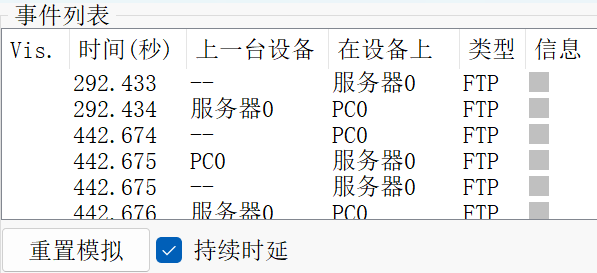 事件列表
Vis. 时间(秒) 上一台设备 在设备上 类型 信息
292.433 -- 服务器0 FTP
292.434 服务器0 PC0 FTP
442.674 -- PC0 FTP
442.675 PC0 服务器0 FTP
442.675 -- 服务器0 FTP
442.676 服务器0 PC0 FTP
重置模拟 持续时延